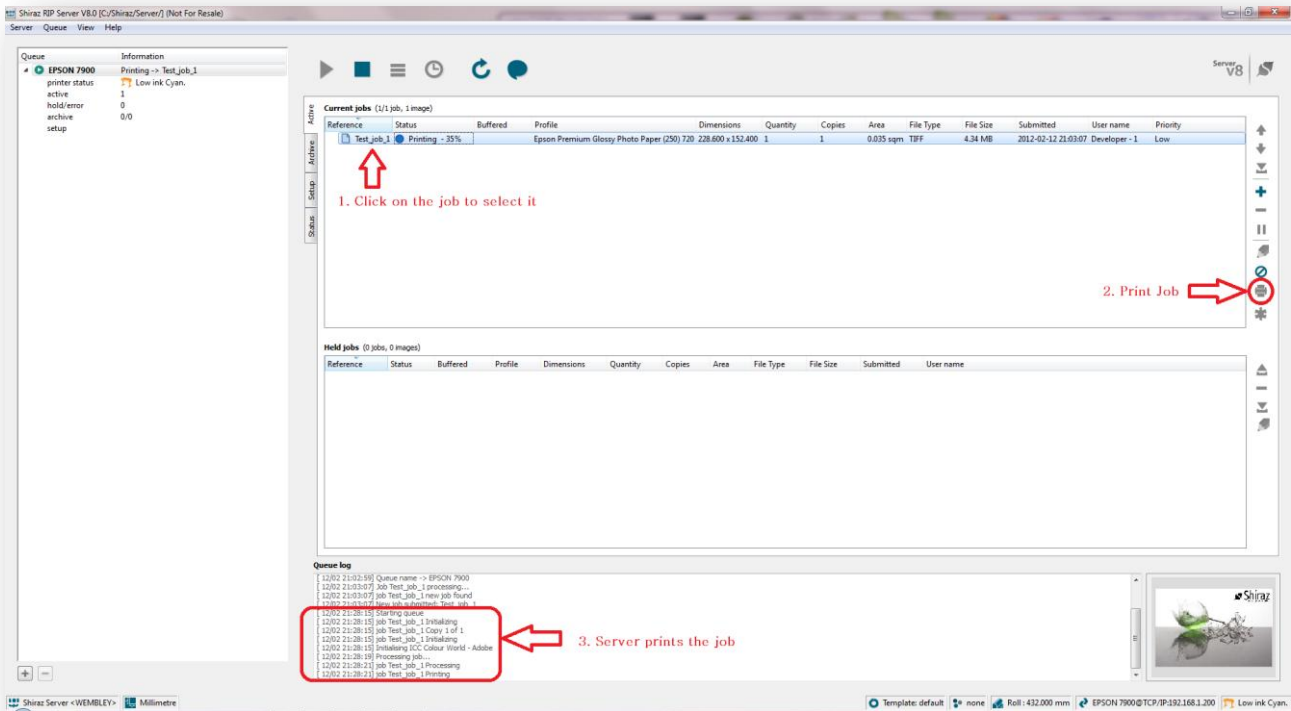 Shiraz RIP Server V8.0 [C:/Shiraz/Server/] (Not For Resale)
Server Queue View Help
Queue Information
EPSON 7900 Printing -> Test_job_1
printer status Low ink Cyan.
active 1
hold/error 0
archive 0/0
setup
Server V8
Active
Archive
Setup
Status
Current jobs (1/1 job, 1 image)
Reference Status Buffered Profile Dimensions Quantity Copies Area File Type File Size Submitted User name Priority
Test_job_1 Printing - 35% Epson Premium Glossy Photo Paper (250) 720 228.600 x 152.400 1 1 0.035 sqm TIFF 4.34 MB 2012-02-12 21:03:07 Developer - 1 Low
1. Click on the job to select it
2. Print Job
Held jobs (0 jobs, 0 images)
Reference Status Buffered Profile Dimensions Quantity Copies Area File Type File Size Submitted User name
Queue log
[ 12/02 21:02:59] Queue name -> EPSON 7900
[ 12/02 21:03:07] Job Test_job_1 processing...
[ 12/02 21:03:07] job Test_job_1 new job found
[ 12/02 21:03:07] New job submitted: Test_job_1
[ 12/02 21:28:15] Starting queue
[ 12/02 21:28:15] job Test_job_1 Initializing
[ 12/02 21:28:15] job Test_job_1 Copy 1 of 1
[ 12/02 21:28:15] job Test_job_1 Initializing
[ 12/02 21:28:15] Initialising ICC Colour World - Adobe
[ 12/02 21:28:19] Processing job...
[ 12/02 21:28:21] job Test_job_1 Processing
[ 12/02 21:28:21] job Test_job_1 Printing
3. Server prints the job
Shiraz
Shiraz Server <WEMBLEY> Millimetre Template: default none Roll : 432.000 mm EPSON 7900@TCP/IP:192.168.1.200 Low ink Cyan.